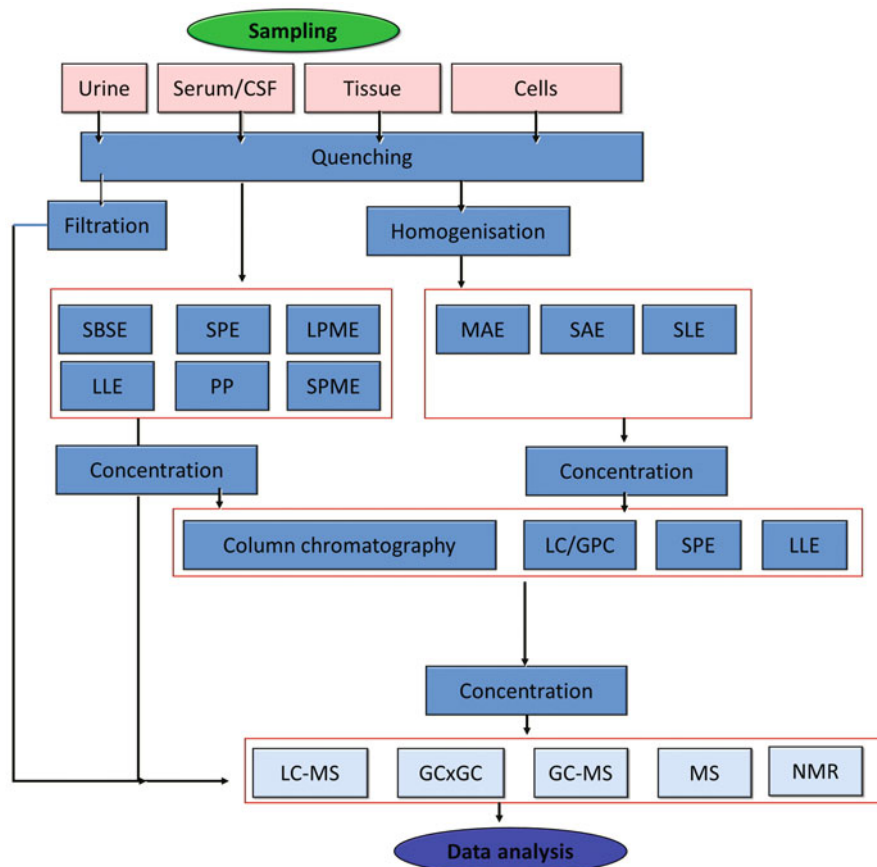 Sampling
Urine
Serum/CSF
Tissue
Cells
Quenching
Filtration
Homogenisation
SBSE
SPE
LPME
MAE
SAE
SLE
LLE
PP
SPME
Concentration
Concentration
Column chromatography
LC/GPC
SPE
LLE
Concentration
LC-MS
GCxGC
GC-MS
MS
NMR
Data analysis